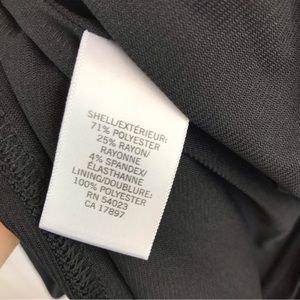 SHELL/EXTÉRIEUR:
71% POLYESTER
25% RAYON/
RAYONNE
4% SPANDEX/
ÉLASTHANNE
LINING/DOUBLURE:
100% POLYESTER
RN 54023
CA 17897